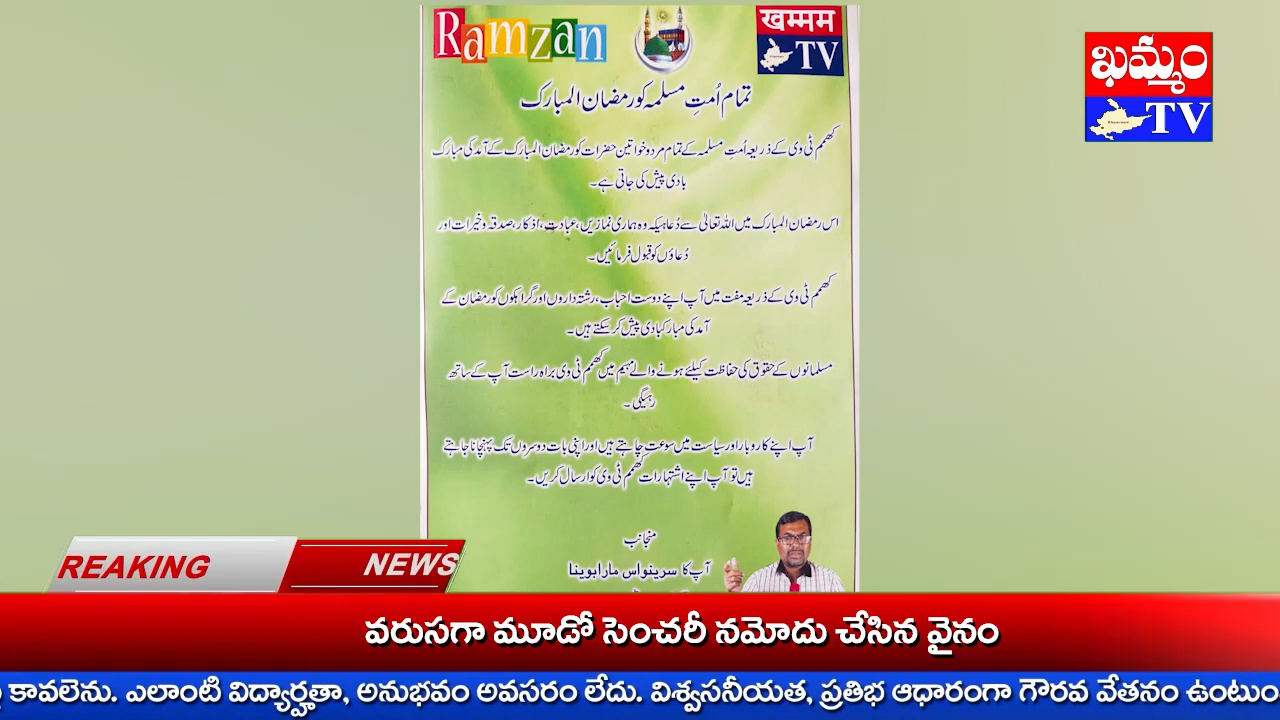 Ramzan
खम्मम
TV
ఖమ్మం
TV
تمام اُمتِ مسلمہ کو رمضان المبارک
کھمم ٹی وی کے ذریعہ اُمتِ مسلمہ کے تمام مرد و خواتین حضرات کو رمضان المبارک کے آمد کی مبارک
بادی پیش کی جاتی ہے۔
اس رمضان المبارک میں اللہ تعالیٰ سے دُعا ہیکہ وہ ہماری نمازیں، عبادت، اذکار، صدقہ و خیرات اور
دُعاؤں کو قبول فرمائیں۔
کھمم ٹی وی کے ذریعہ مفت میں آپ اپنے دوست احباب، رشتہ داروں اور گراہکوں کو رمضان کے
آمد کی مبارکبادی پیش کر سکتے ہیں۔
مسلمانوں کے حقوق کی حفاظت کیلئے ہونے والے مہیم میں کھمم ٹی وی براہ راست آپ کے ساتھ
رہیگی۔
آپ اپنے کاروبار اور سیاست میں سوعت چاہتے ہیں اور اپنی بات دوسروں تک پہنچانا چاہتے
ہیں تو آپ اپنے اشتہارات کھمم ٹی وی کو ارسال کریں۔
منجانب
آپ کا سرینواس مارابوینا
REAKING NEWS
వరుసగా మూడో సెంచరీ నమోదు చేసిన వైనం
కావలెను. ఎలాంటి విద్యార్హతా, అనుభవం అవసరం లేదు. విశ్వసనీయత, ప్రతిభ ఆధారంగా గౌరవ వేతనం ఉంటుం